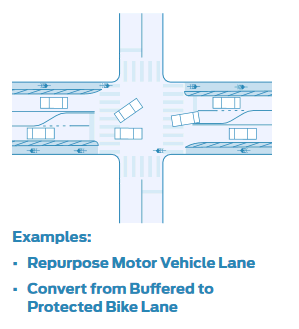 Examples:
• Repurpose Motor Vehicle Lane
• Convert from Buffered to
Protected Bike Lane